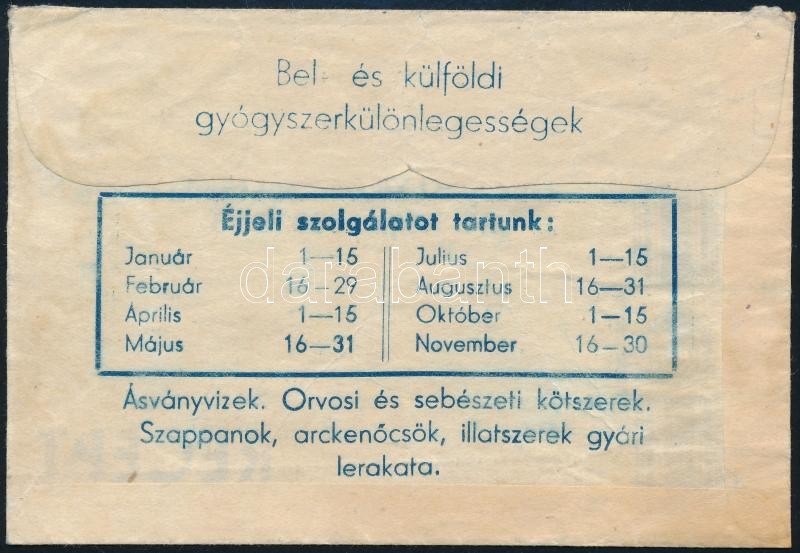 Bel- és külföldi
gyógyszerkülönlegességek
Éjjeli szolgálatot tartunk:
Január 1—15 Julius 1—15
Február 16—29 Augusztus 16—31
Április 1—15 Október 1—15
Május 16—31 November 16—30
darabanth
Ásványvizek. Orvosi és sebészeti kötszerek.
Szappanok, arckenőcsök, illatszerek gyári
lerakata.
RECEPT